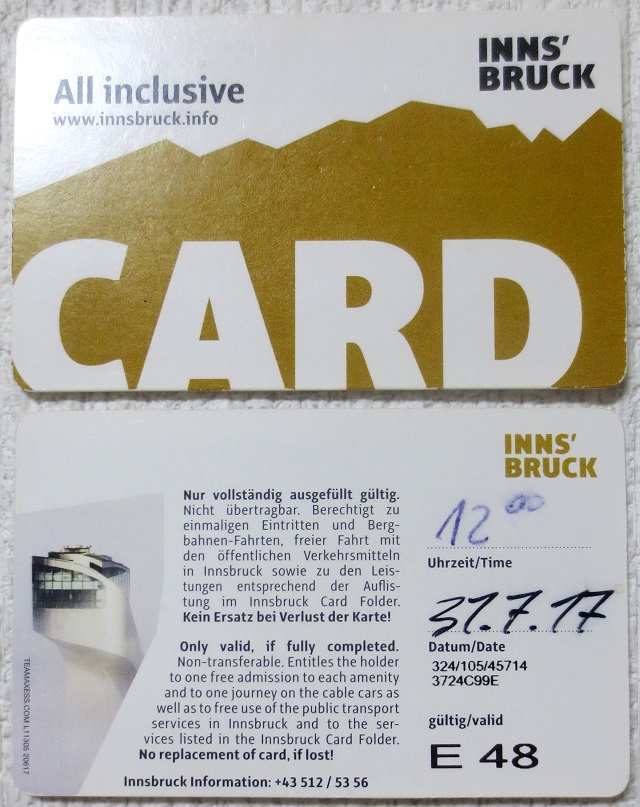 All inclusive
www.innsbruck.info
INNS'
BRUCK
CARD
INNS'
BRUCK
Nur vollständig ausgefüllt gültig.
Nicht übertragbar. Berechtigt zu
einmaligen Eintritten und Berg-
bahnen-Fahrten, freier Fahrt mit
den öffentlichen Verkehrsmitteln
in Innsbruck sowie zu den Leis-
tungen entsprechend der Auflis-
tung im Innsbruck Card Folder.
Kein Ersatz bei Verlust der Karte!
Only valid, if fully completed.
Non-transferable. Entitles the holder
to one free admission to each amenity
and to one journey on the cable cars as
well as to free use of the public transport
services in Innsbruck and to the ser-
vices listed in the Innsbruck Card Folder.
No replacement of card, if lost!
Innsbruck Information: +43 512 / 53 56
12 00
Uhrzeit/Time
31.7.17
Datum/Date
324/105/45714
3724C99E
gültig/valid
E 48
TEAMAXESS.COM L11305 20617